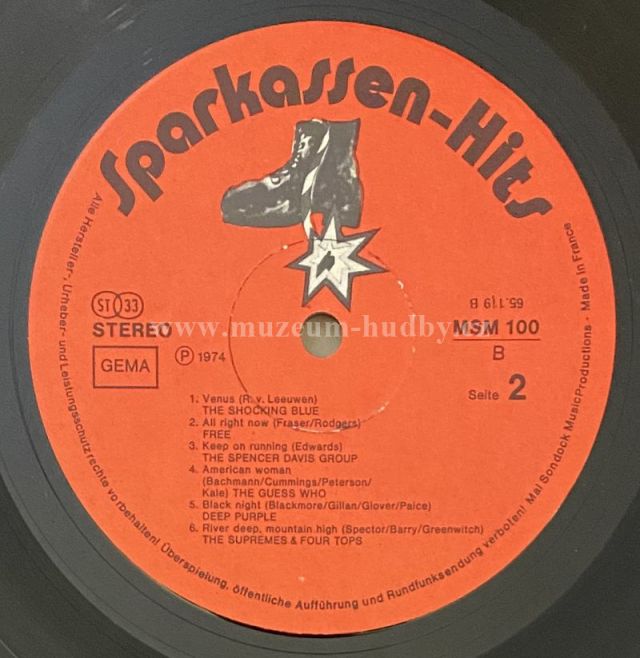 Sparkassen-Hits
Alle Hersteller-, Urheber- und Leistungsschutzrechte vorbehalten! Überspielung, öffentliche Aufführung und Rundfunksendung verboten! Mal Sondock MusicProductions - Made in France
ST 33
STEREO
GEMA
P 1974
65.119 B
MSM 100
B
Seite 2
www.muzeum-hudby.
1. Venus (R. v. Leeuwen)
THE SHOCKING BLUE
2. All right now (Fraser/Rodgers)
FREE
3. Keep on running (Edwards)
THE SPENCER DAVIS GROUP
4. American woman
(Bachmann/Cummings/Peterson/
Kale) THE GUESS WHO
5. Black night (Blackmore/Gillan/Glover/Paice)
DEEP PURPLE
6. River deep, mountain high (Spector/Barry/Greenwitch)
THE SUPREMES & FOUR TOPS